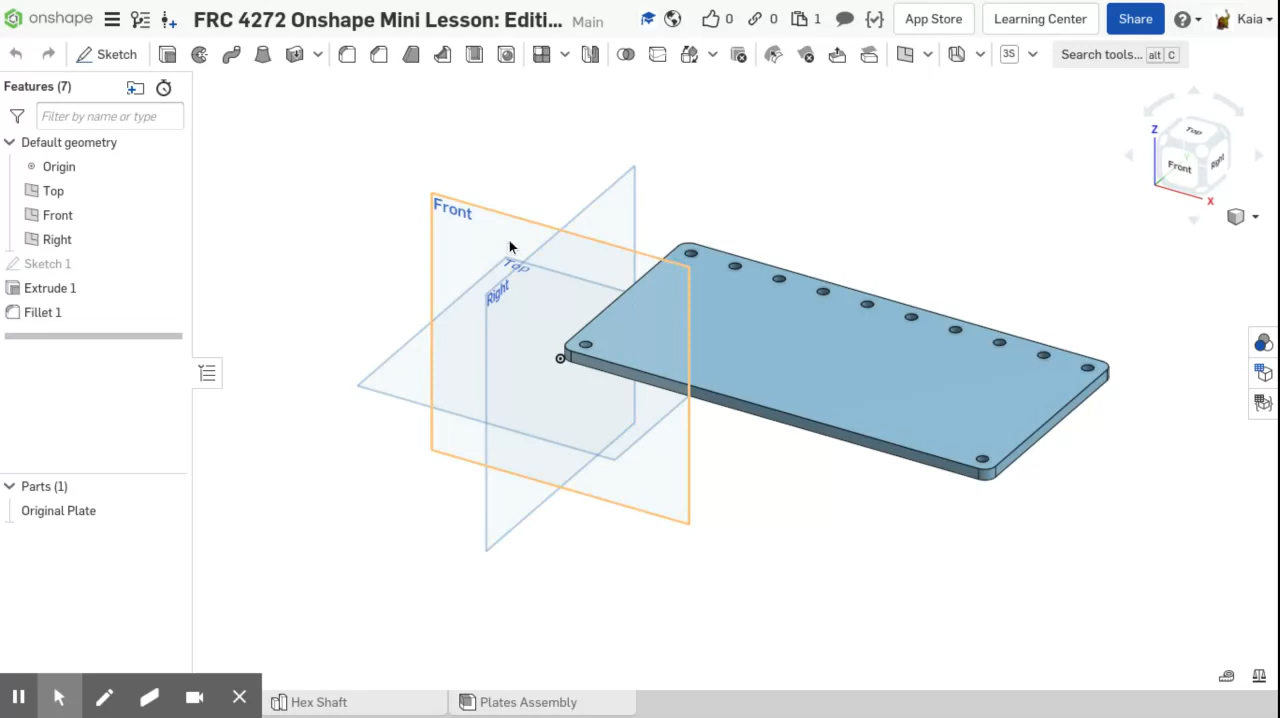 onshape FRC 4272 Onshape Mini Lesson: Editi... Main 0 0 1 App Store Learning Center Share Kaia
Sketch 3S Search tools... alt C
Features (7)
Filter by name or type
Default geometry
Origin
Top
Front
Right
Sketch 1
Extrude 1
Fillet 1
Front
Top
Right
Top
Front
Right
Z
Y
X
Parts (1)
Original Plate
Hex Shaft Plates Assembly